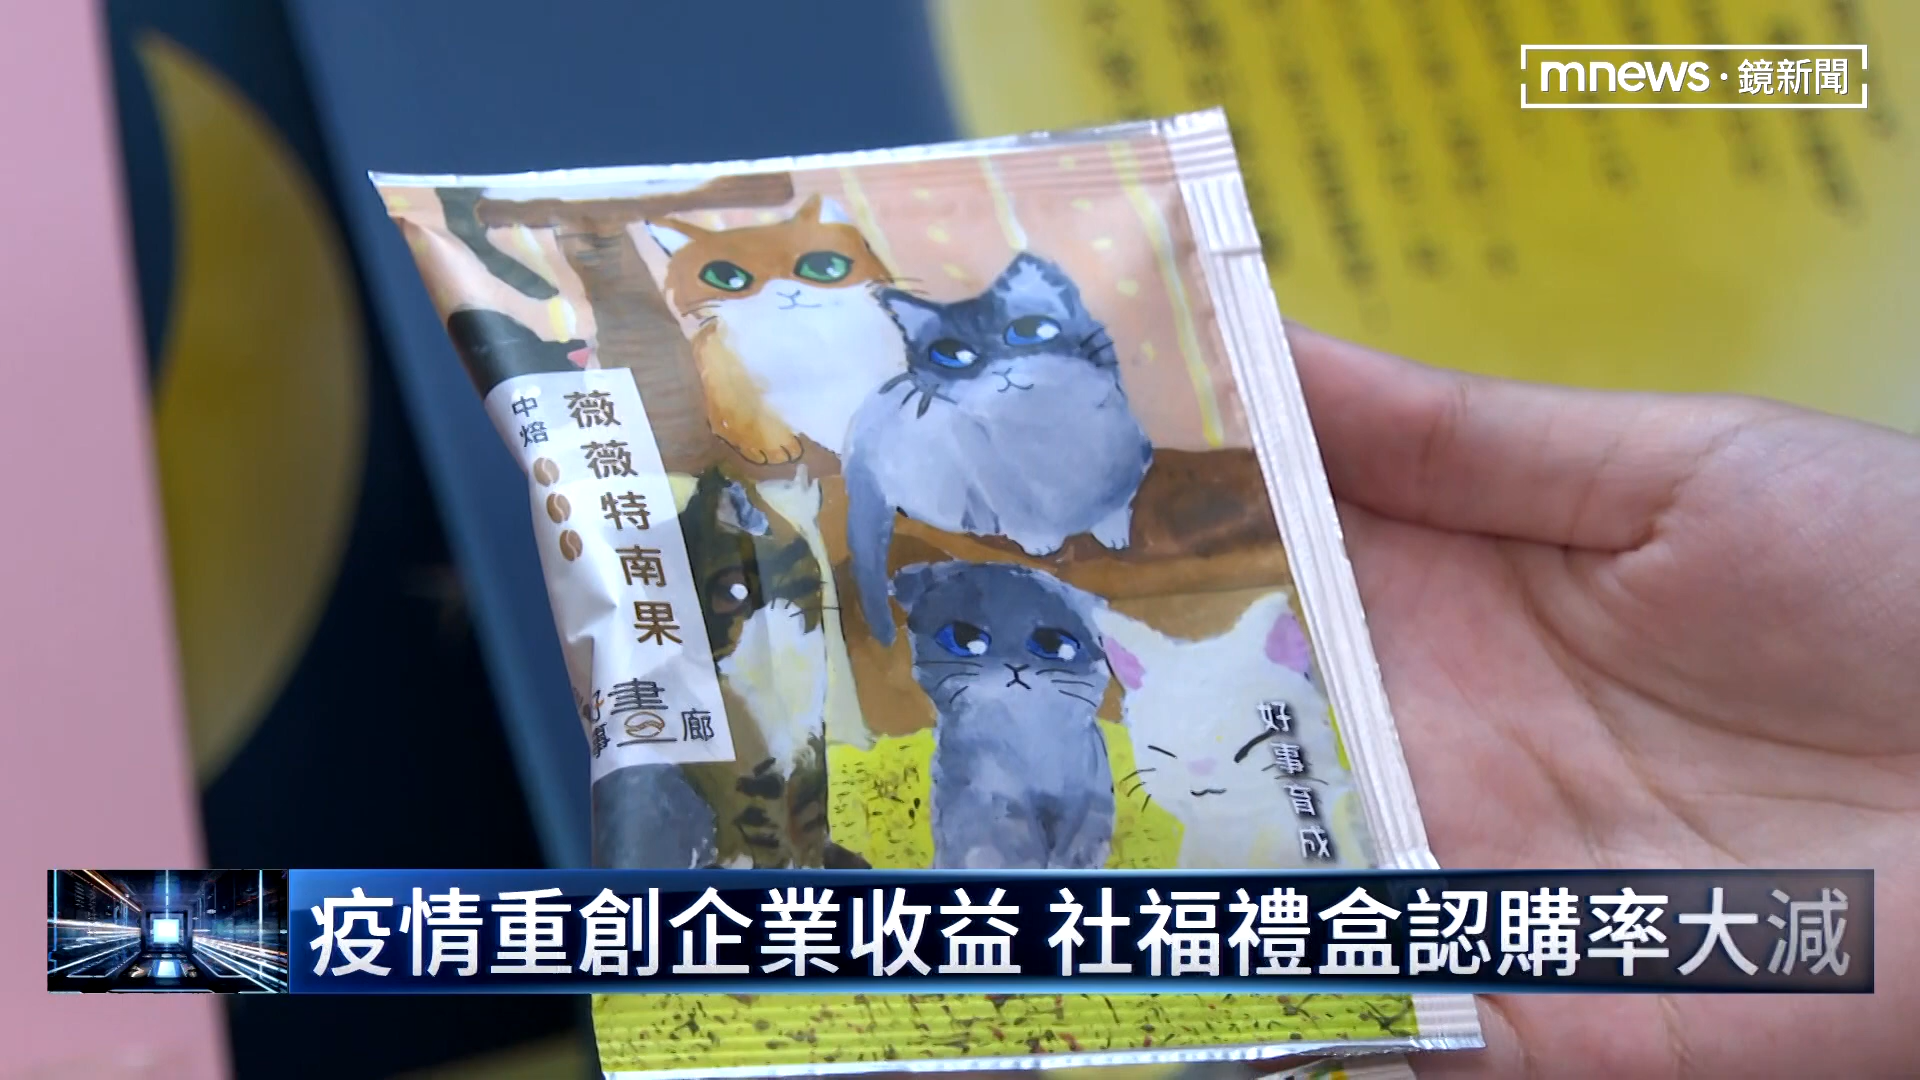 mnews · 鏡新聞
薇薇特南果
中焙
好事畫廊
好事育成
疫情重創企業收益 社福禮盒認購率大減